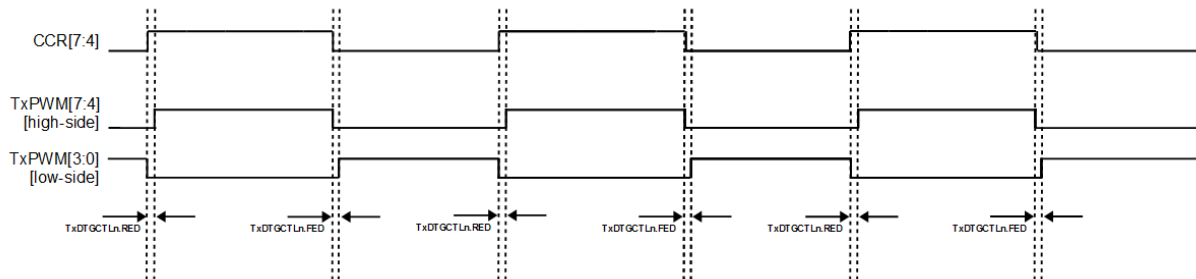 CCR[7:4]
TxPWM[7:4]
[high-side]
TxPWM[3:0]
[low-side]
TxDTGCTLn.RED
TxDTGCTLn.FED
TxDTGCTLn.RED
TxDTGCTLn.FED
TxDTGCTLn.RED
TxDTGCTLn.FED